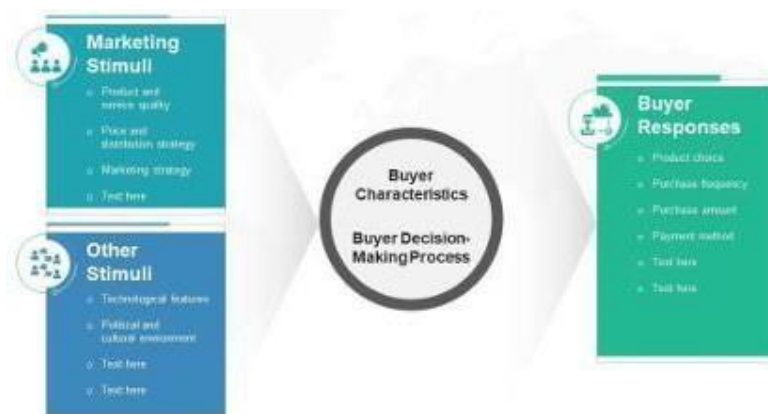 Marketing
Stimuli
Product and
service quality
Price and
distribution strategy
Marketing strategy
Text here
Other
Stimuli
Technological features
Political and
cultural environment
Text here
Text here
Buyer
Characteristics
Buyer Decision-
Making Process
Buyer
Responses
Product choice
Purchase frequency
Purchase amount
Payment method
Text here
Text here